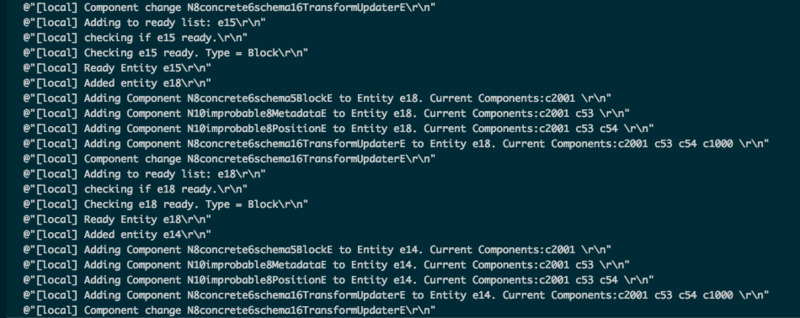 @"[local] Component change N8concrete6schema16TransformUpdaterE\r\n"
@"[local] Adding to ready list: e15\r\n"
@"[local] checking if e15 ready.\r\n"
@"[local] Checking e15 ready. Type = Block\r\n"
@"[local] Ready Entity e15\r\n"
@"[local] Added entity e18\r\n"
@"[local] Adding Component N8concrete6schema5BlockE to Entity e18. Current Components:c2001 \r\n"
@"[local] Adding Component N10improbable8MetadataE to Entity e18. Current Components:c2001 c53 \r\n"
@"[local] Adding Component N10improbable8PositionE to Entity e18. Current Components:c2001 c53 c54 \r\n"
@"[local] Adding Component N8concrete6schema16TransformUpdaterE to Entity e18. Current Components:c2001 c53 c54 c1000 \r\n"
@"[local] Component change N8concrete6schema16TransformUpdaterE\r\n"
@"[local] Adding to ready list: e18\r\n"
@"[local] checking if e18 ready.\r\n"
@"[local] Checking e18 ready. Type = Block\r\n"
@"[local] Ready Entity e18\r\n"
@"[local] Added entity e14\r\n"
@"[local] Adding Component N8concrete6schema5BlockE to Entity e14. Current Components:c2001 \r\n"
@"[local] Adding Component N10improbable8MetadataE to Entity e14. Current Components:c2001 c53 \r\n"
@"[local] Adding Component N10improbable8PositionE to Entity e14. Current Components:c2001 c53 c54 \r\n"
@"[local] Adding Component N8concrete6schema16TransformUpdaterE to Entity e14. Current Components:c2001 c53 c54 c1000 \r\n"
@"[local] Component change N8concrete6schema16TransformUpdaterE\r\n"